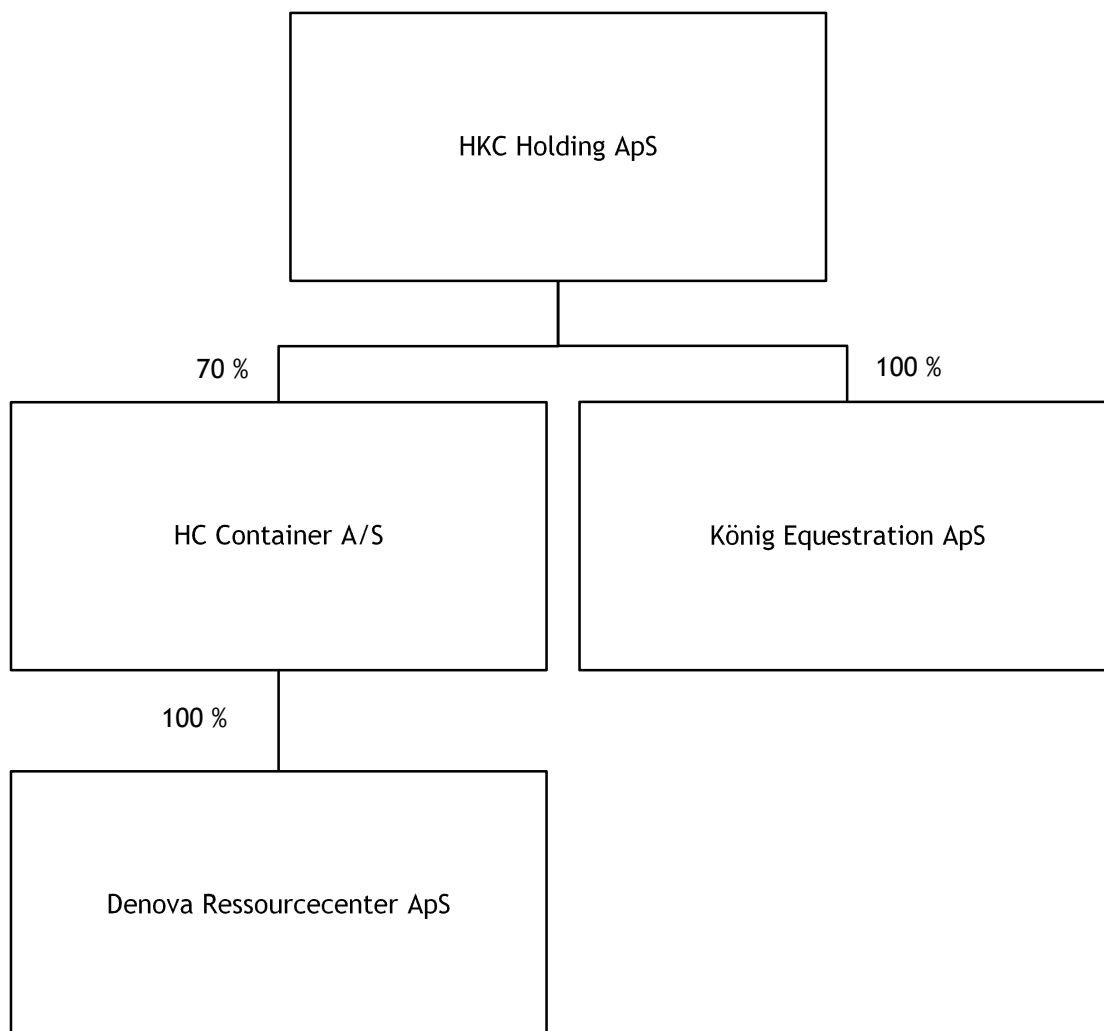 HKC Holding ApS
70 %
100 %
HC Container A/S
König Equestration ApS
100 %
Denova Ressourcecenter ApS